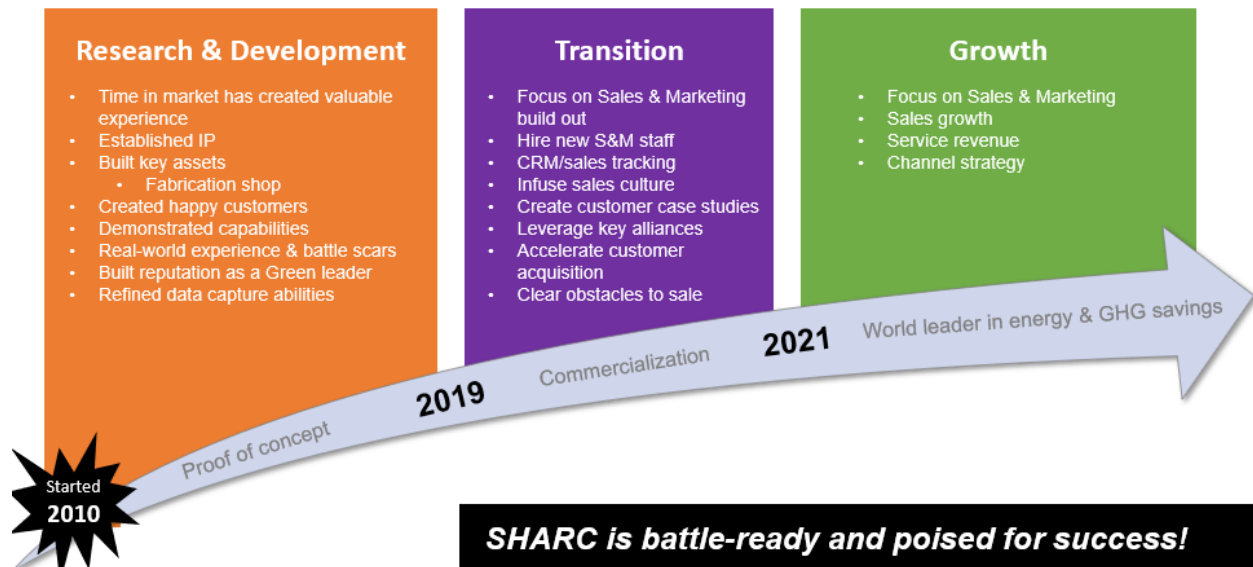 Research & Development
• Time in market has created valuable
experience
• Established IP
• Built key assets
• Fabrication shop
• Created happy customers
• Demonstrated capabilities
• Real-world experience & battle scars
• Built reputation as a Green leader
• Refined data capture abilities
Transition
• Focus on Sales & Marketing
build out
• Hire new S&M staff
• CRM/sales tracking
• Infuse sales culture
• Create customer case studies
• Leverage key alliances
• Accelerate customer
acquisition
• Clear obstacles to sale
Growth
• Focus on Sales & Marketing
• Sales growth
• Service revenue
• Channel strategy
Started
2010
Proof of concept
2019
Commercialization
2021
World leader in energy & GHG savings
SHARC is battle-ready and poised for success!